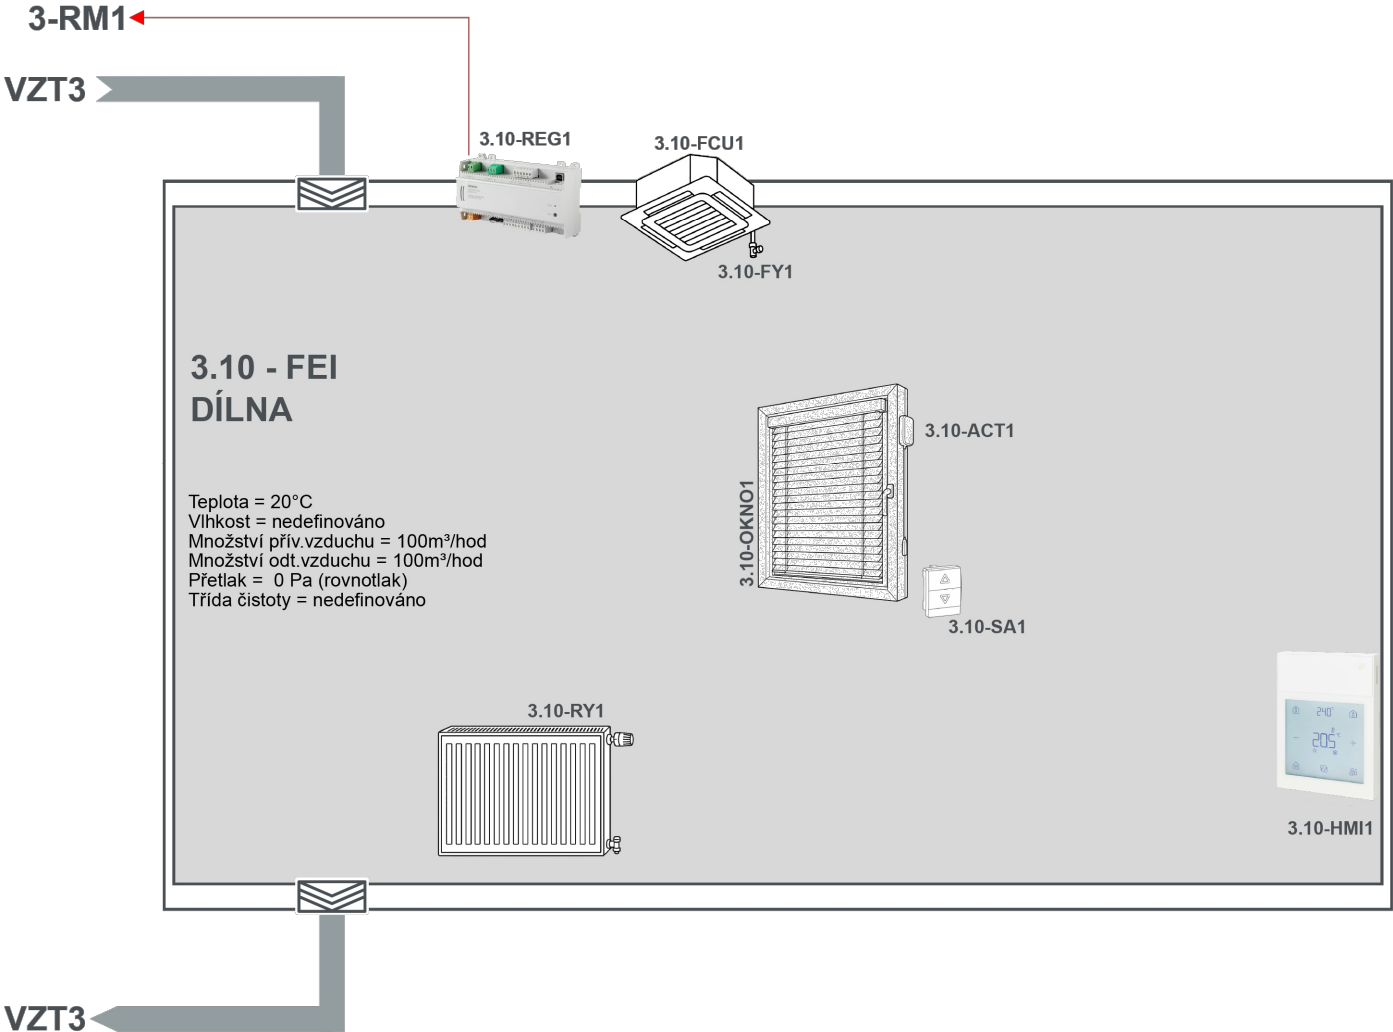 3-RM1
VZT3
3.10-REG1
3.10-FCU1
3.10-FY1
3.10 - FEI
DÍLNA
3.10-ACT1
3.10-OKNO1
Teplota = 20°C
Vlhkost = nedefinováno
Množství přív.vzduchu = 100m³/hod
Množství odt.vzduchu = 100m³/hod
Přetlak =  0 Pa (rovnotlak)
Třída čistoty = nedefinováno
3.10-SA1
3.10-RY1
240
205
3.10-HMI1
VZT3